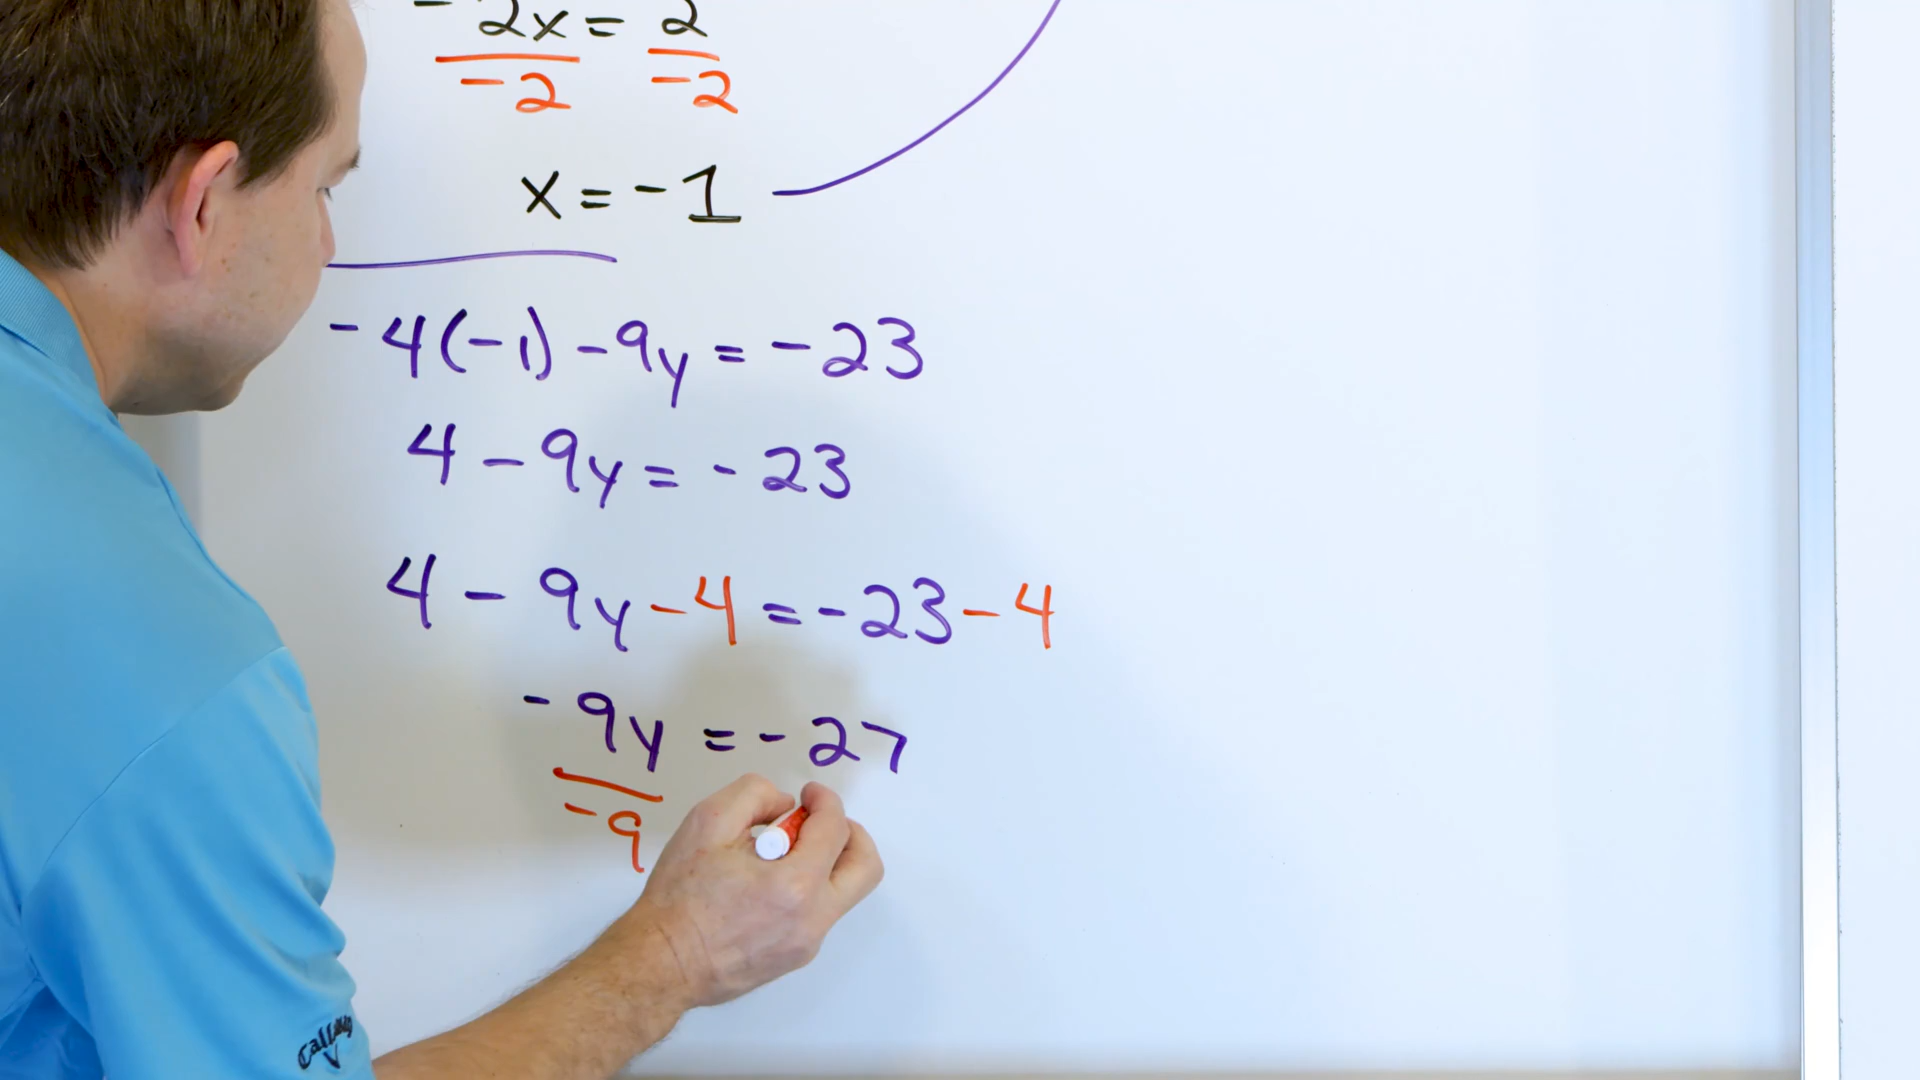 -2x = 2
-2 -2
x = -1
-4(-1) - 9y = -23
4 - 9y = -23
4 - 9y - 4 = -23 - 4
-9y = -27
-9
Callaway